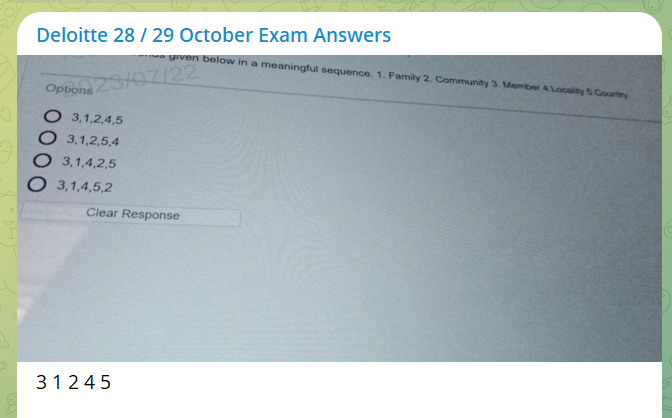 Deloitte 28 / 29 October Exam Answers
given below in a meaningful sequence. 1. Family 2. Community 3. Member 4.Locality 5.Country
2023/07/22
Options
3,1,2,4,5
3,1,2,5,4
3,1,4,2,5
3,1,4,5,2
Clear Response
3 1 2 4 5